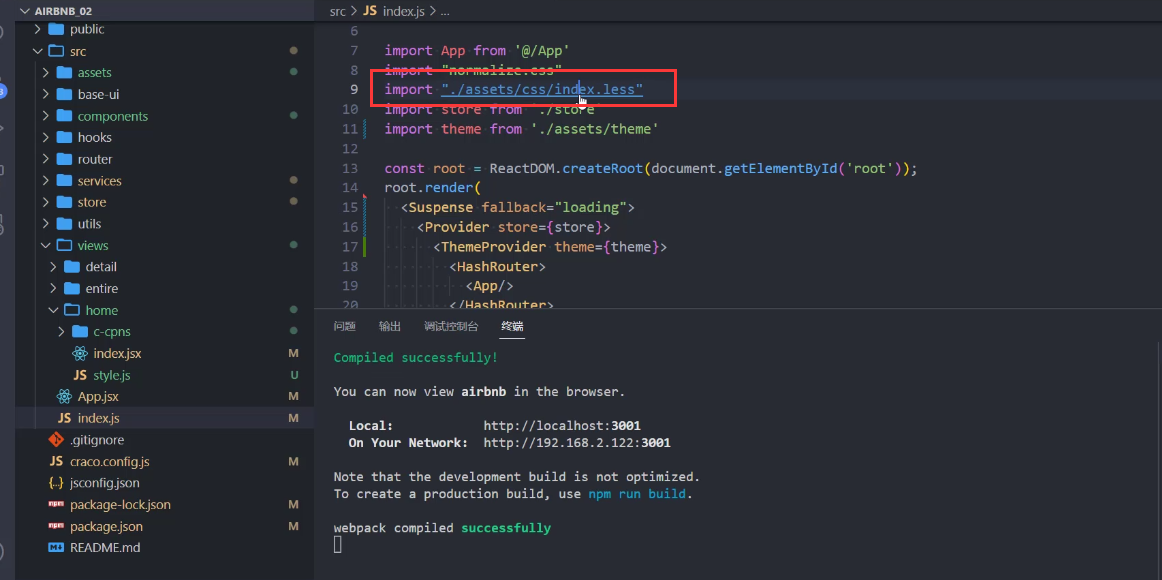 AIRBNB_02
public
src
assets
base-ui
components
hooks
router
services
store
utils
views
detail
entire
home
c-cpns
index.jsx M
style.js U
App.jsx M
index.js M
.gitignore
craco.config.js M
jsconfig.json
package-lock.json M
package.json M
README.md
src > JS index.js > ...
6
7 import App from '@/App'
8 import "normalize.css"
9 import "./assets/css/index.less"
10 import store from './store'
11 import theme from './assets/theme'
12
13 const root = ReactDOM.createRoot(document.getElementById('root'));
14 root.render(
15 <Suspense fallback="loading">
16 <Provider store={store}>
17 <ThemeProvider theme={theme}>
18 <HashRouter>
19 <App/>
20 </HashRouter>
问题 输出 调试控制台 终端
Compiled successfully!
You can now view airbnb in the browser.
Local: http://localhost:3001
On Your Network: http://192.168.2.122:3001
Note that the development build is not optimized.
To create a production build, use npm run build.
webpack compiled successfully